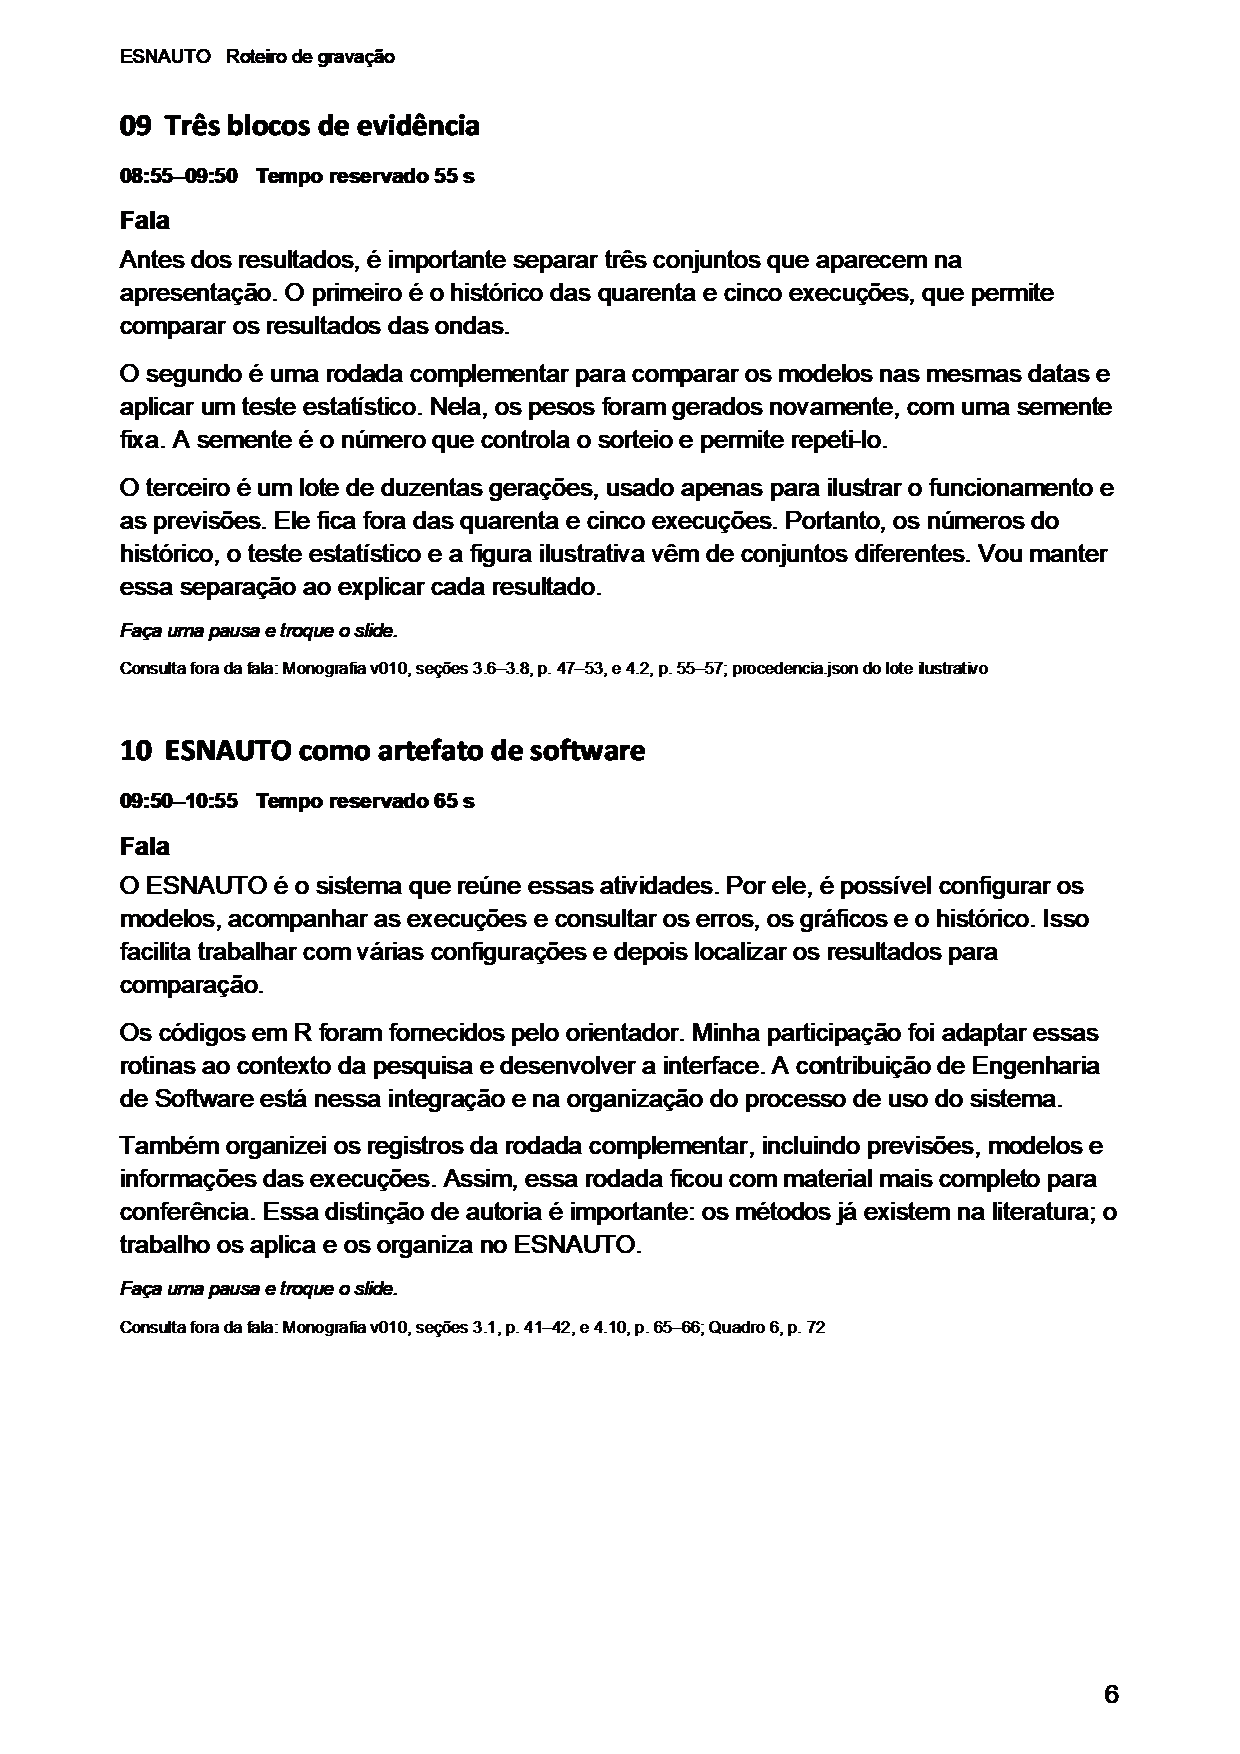 ESNAUTO Roteiro de gravação
09 Três blocos de evidência
08:55–09:50 Tempo reservado 55 s
Fala
Antes dos resultados, é importante separar três conjuntos que aparecem na
apresentação. O primeiro é o histórico das quarenta e cinco execuções, que permite
comparar os resultados das ondas.
O segundo é uma rodada complementar para comparar os modelos nas mesmas datas e
aplicar um teste estatístico. Nela, os pesos foram gerados novamente, com uma semente
fixa. A semente é o número que controla o sorteio e permite repeti-lo.
O terceiro é um lote de duzentas gerações, usado apenas para ilustrar o funcionamento e
as previsões. Ele fica fora das quarenta e cinco execuções. Portanto, os números do
histórico, o teste estatístico e a figura ilustrativa vêm de conjuntos diferentes. Vou manter
essa separação ao explicar cada resultado.
Faça uma pausa e troque o slide.
Consulta fora da fala: Monografia v010, seções 3.6–3.8, p. 47–53, e 4.2, p. 55–57; procedencia.json do lote ilustrativo
10 ESNAUTO como artefato de software
09:50–10:55 Tempo reservado 65 s
Fala
O ESNAUTO é o sistema que reúne essas atividades. Por ele, é possível configurar os
modelos, acompanhar as execuções e consultar os erros, os gráficos e o histórico. Isso
facilita trabalhar com várias configurações e depois localizar os resultados para
comparação.
Os códigos em R foram fornecidos pelo orientador. Minha participação foi adaptar essas
rotinas ao contexto da pesquisa e desenvolver a interface. A contribuição de Engenharia
de Software está nessa integração e na organização do processo de uso do sistema.
Também organizei os registros da rodada complementar, incluindo previsões, modelos e
informações das execuções. Assim, essa rodada ficou com material mais completo para
conferência. Essa distinção de autoria é importante: os métodos já existem na literatura; o
trabalho os aplica e os organiza no ESNAUTO.
Faça uma pausa e troque o slide.
Consulta fora da fala: Monografia v010, seções 3.1, p. 41–42, e 4.10, p. 65–66; Quadro 6, p. 72
6